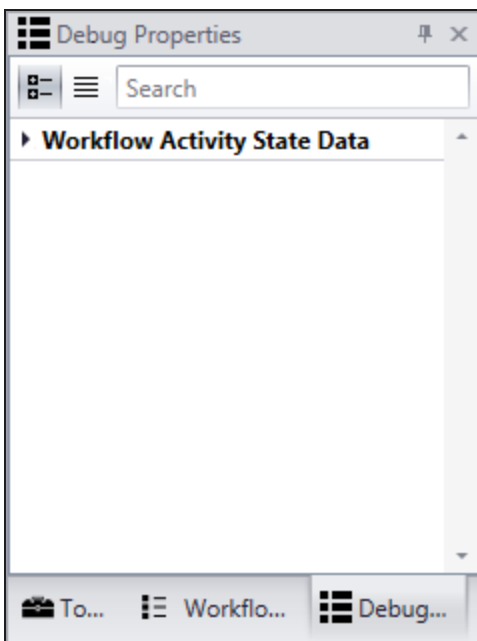 Debug Properties
Search
Workflow Activity State Data
To... Workflo... Debug...